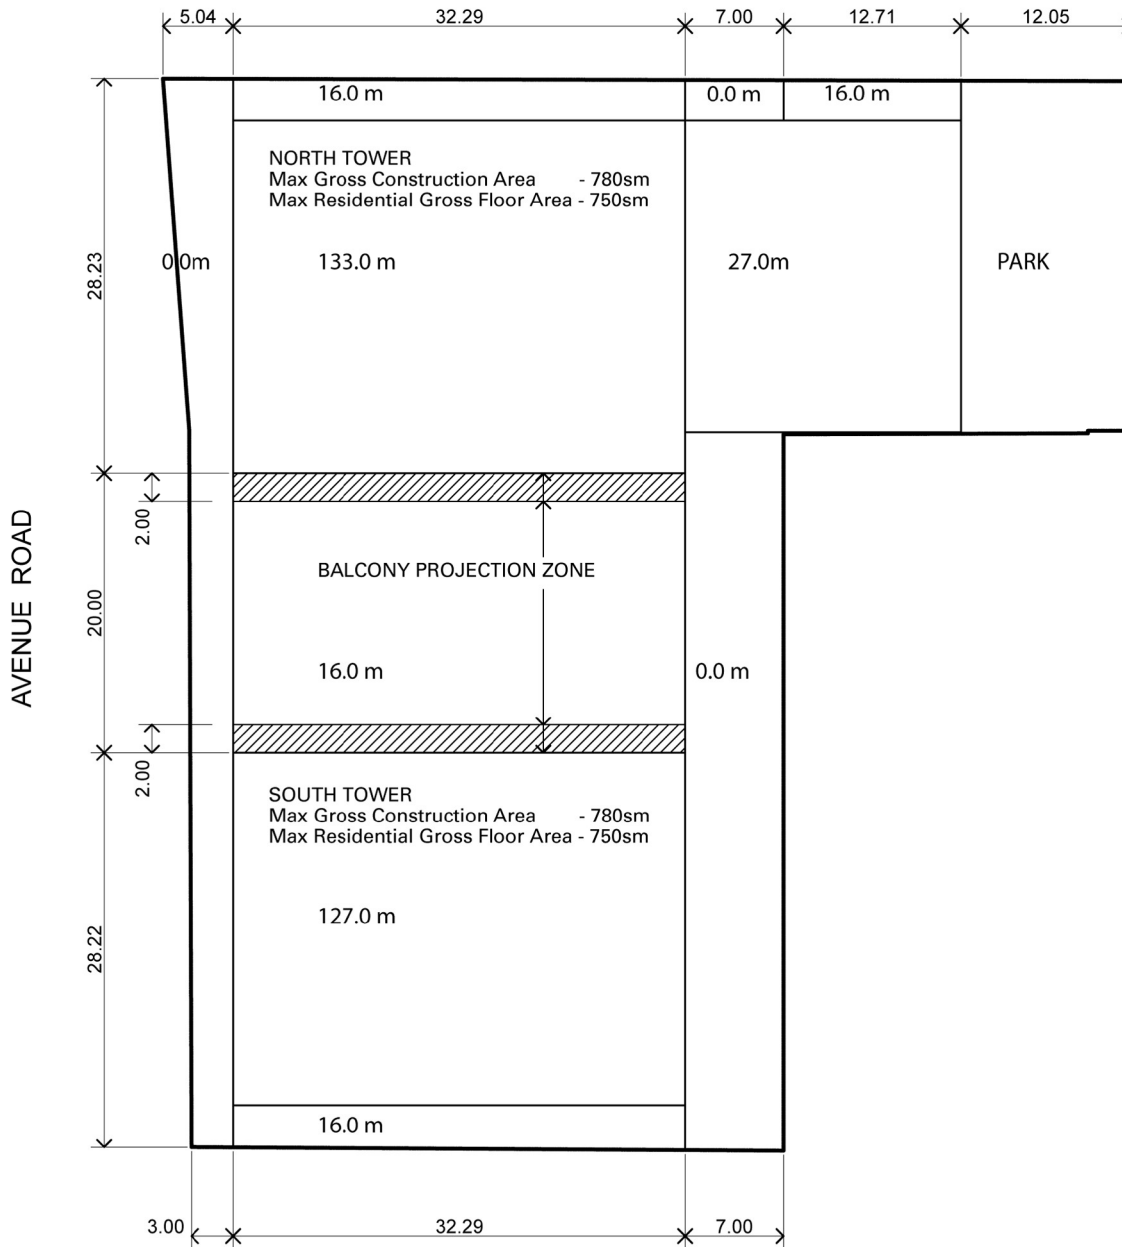 5.04 32.29 7.00 12.71 12.05
16.0 m 0.0 m 16.0 m
NORTH TOWER
Max Gross Construction Area - 780sm
Max Residential Gross Floor Area - 750sm
28.23 0.0m 133.0 m 27.0m PARK
2.00
BALCONY PROJECTION ZONE
20.00
AVENUE ROAD
16.0 m 0.0 m
2.00
SOUTH TOWER
Max Gross Construction Area - 780sm
Max Residential Gross Floor Area - 750sm
127.0 m
28.22
16.0 m
3.00 32.29 7.00